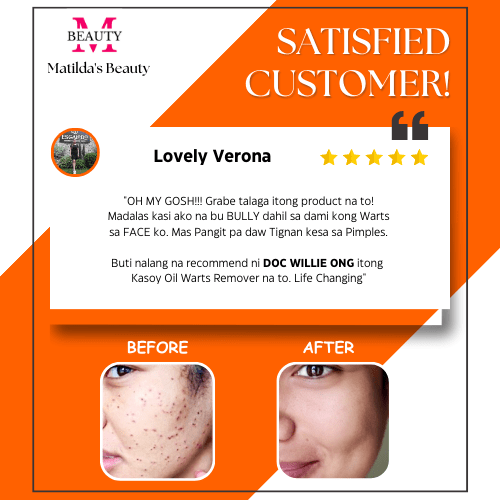 M
BEAUTY
Matilda's Beauty
SATISFIED
CUSTOMER!
Lovely Verona
"OH MY GOSH!!! Grabe talaga itong product na to!
Madalas kasi ako na bu BULLY dahil sa dami kong Warts
sa FACE ko. Mas Pangit pa daw Tignan kesa sa Pimples.
Buti nalang na recommend ni DOC WILLIE ONG itong
Kasoy Oil Warts Remover na to. Life Changing"
BEFORE
AFTER